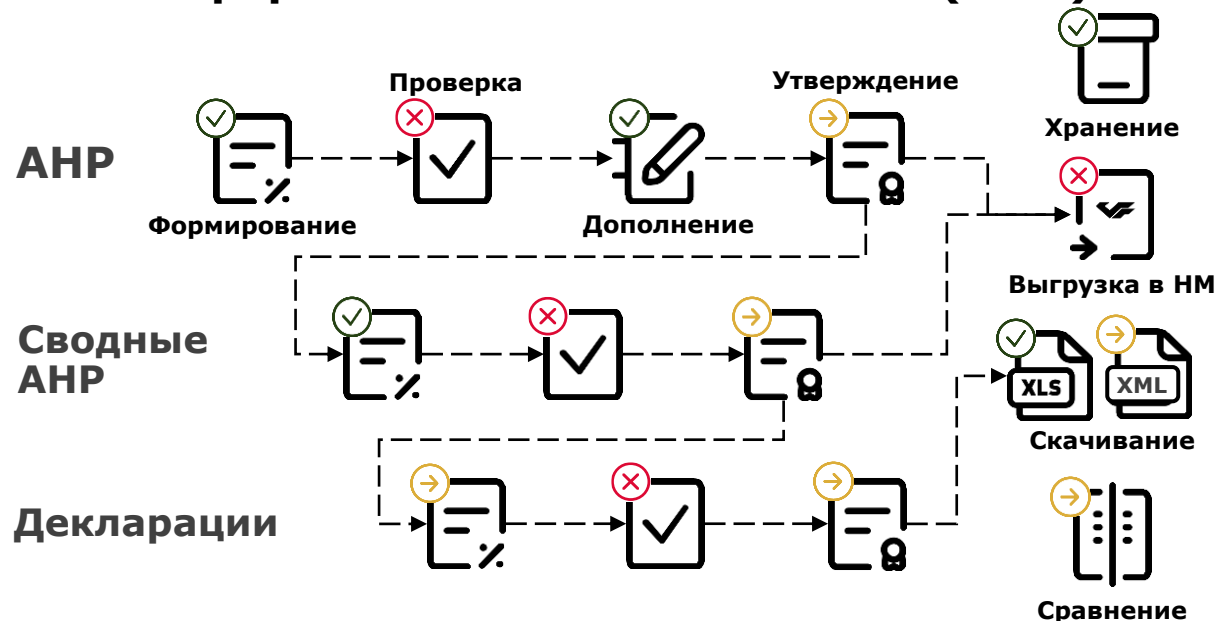 Проверка
Утверждение
Хранение
АНР
Формирование
Дополнение
Выгрузка в НМ
Сводные
АНР
XLS
XML
Скачивание
Декларации
Сравнение